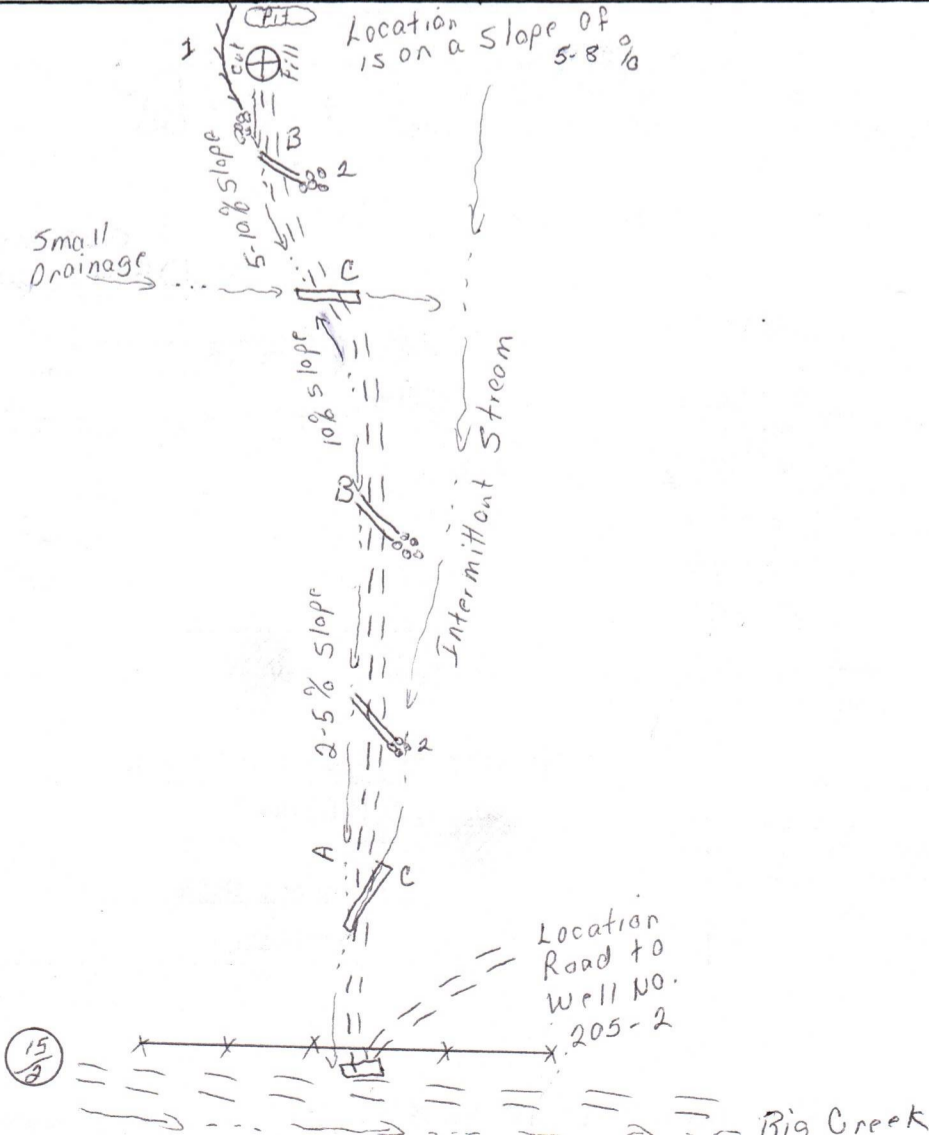 Pit
Location
is on a Slope of
5-8 %
1
Cut
Fill
B
2
5-10% Slope
Small
Drainage
C
10% Slope
Intermittant Stream
B
2-5% Slope
2
A
C
Location
Road to
Well No.
205-2
15
2
Big Creek